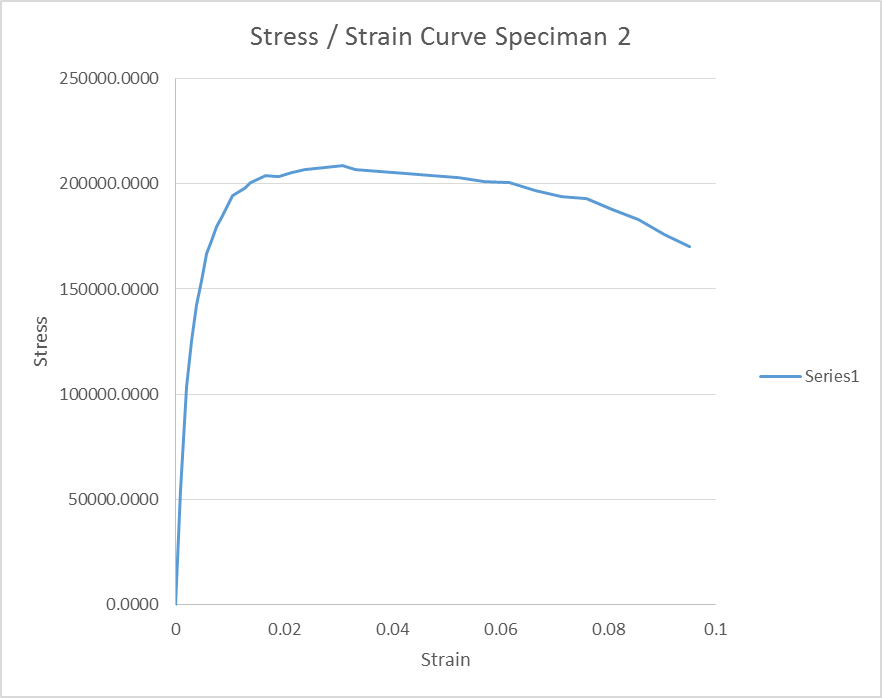 Stress / Strain Curve Speciman 2
250000.0000
200000.0000
150000.0000
100000.0000
50000.0000
0.0000
Stress
0 0.02 0.04 0.06 0.08 0.1
Strain
Series1